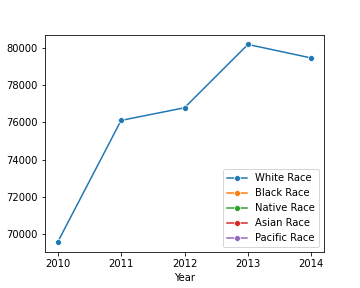 80000
78000
76000
74000
72000
70000
2010 2011 2012 2013 2014
Year
White Race
Black Race
Native Race
Asian Race
Pacific Race